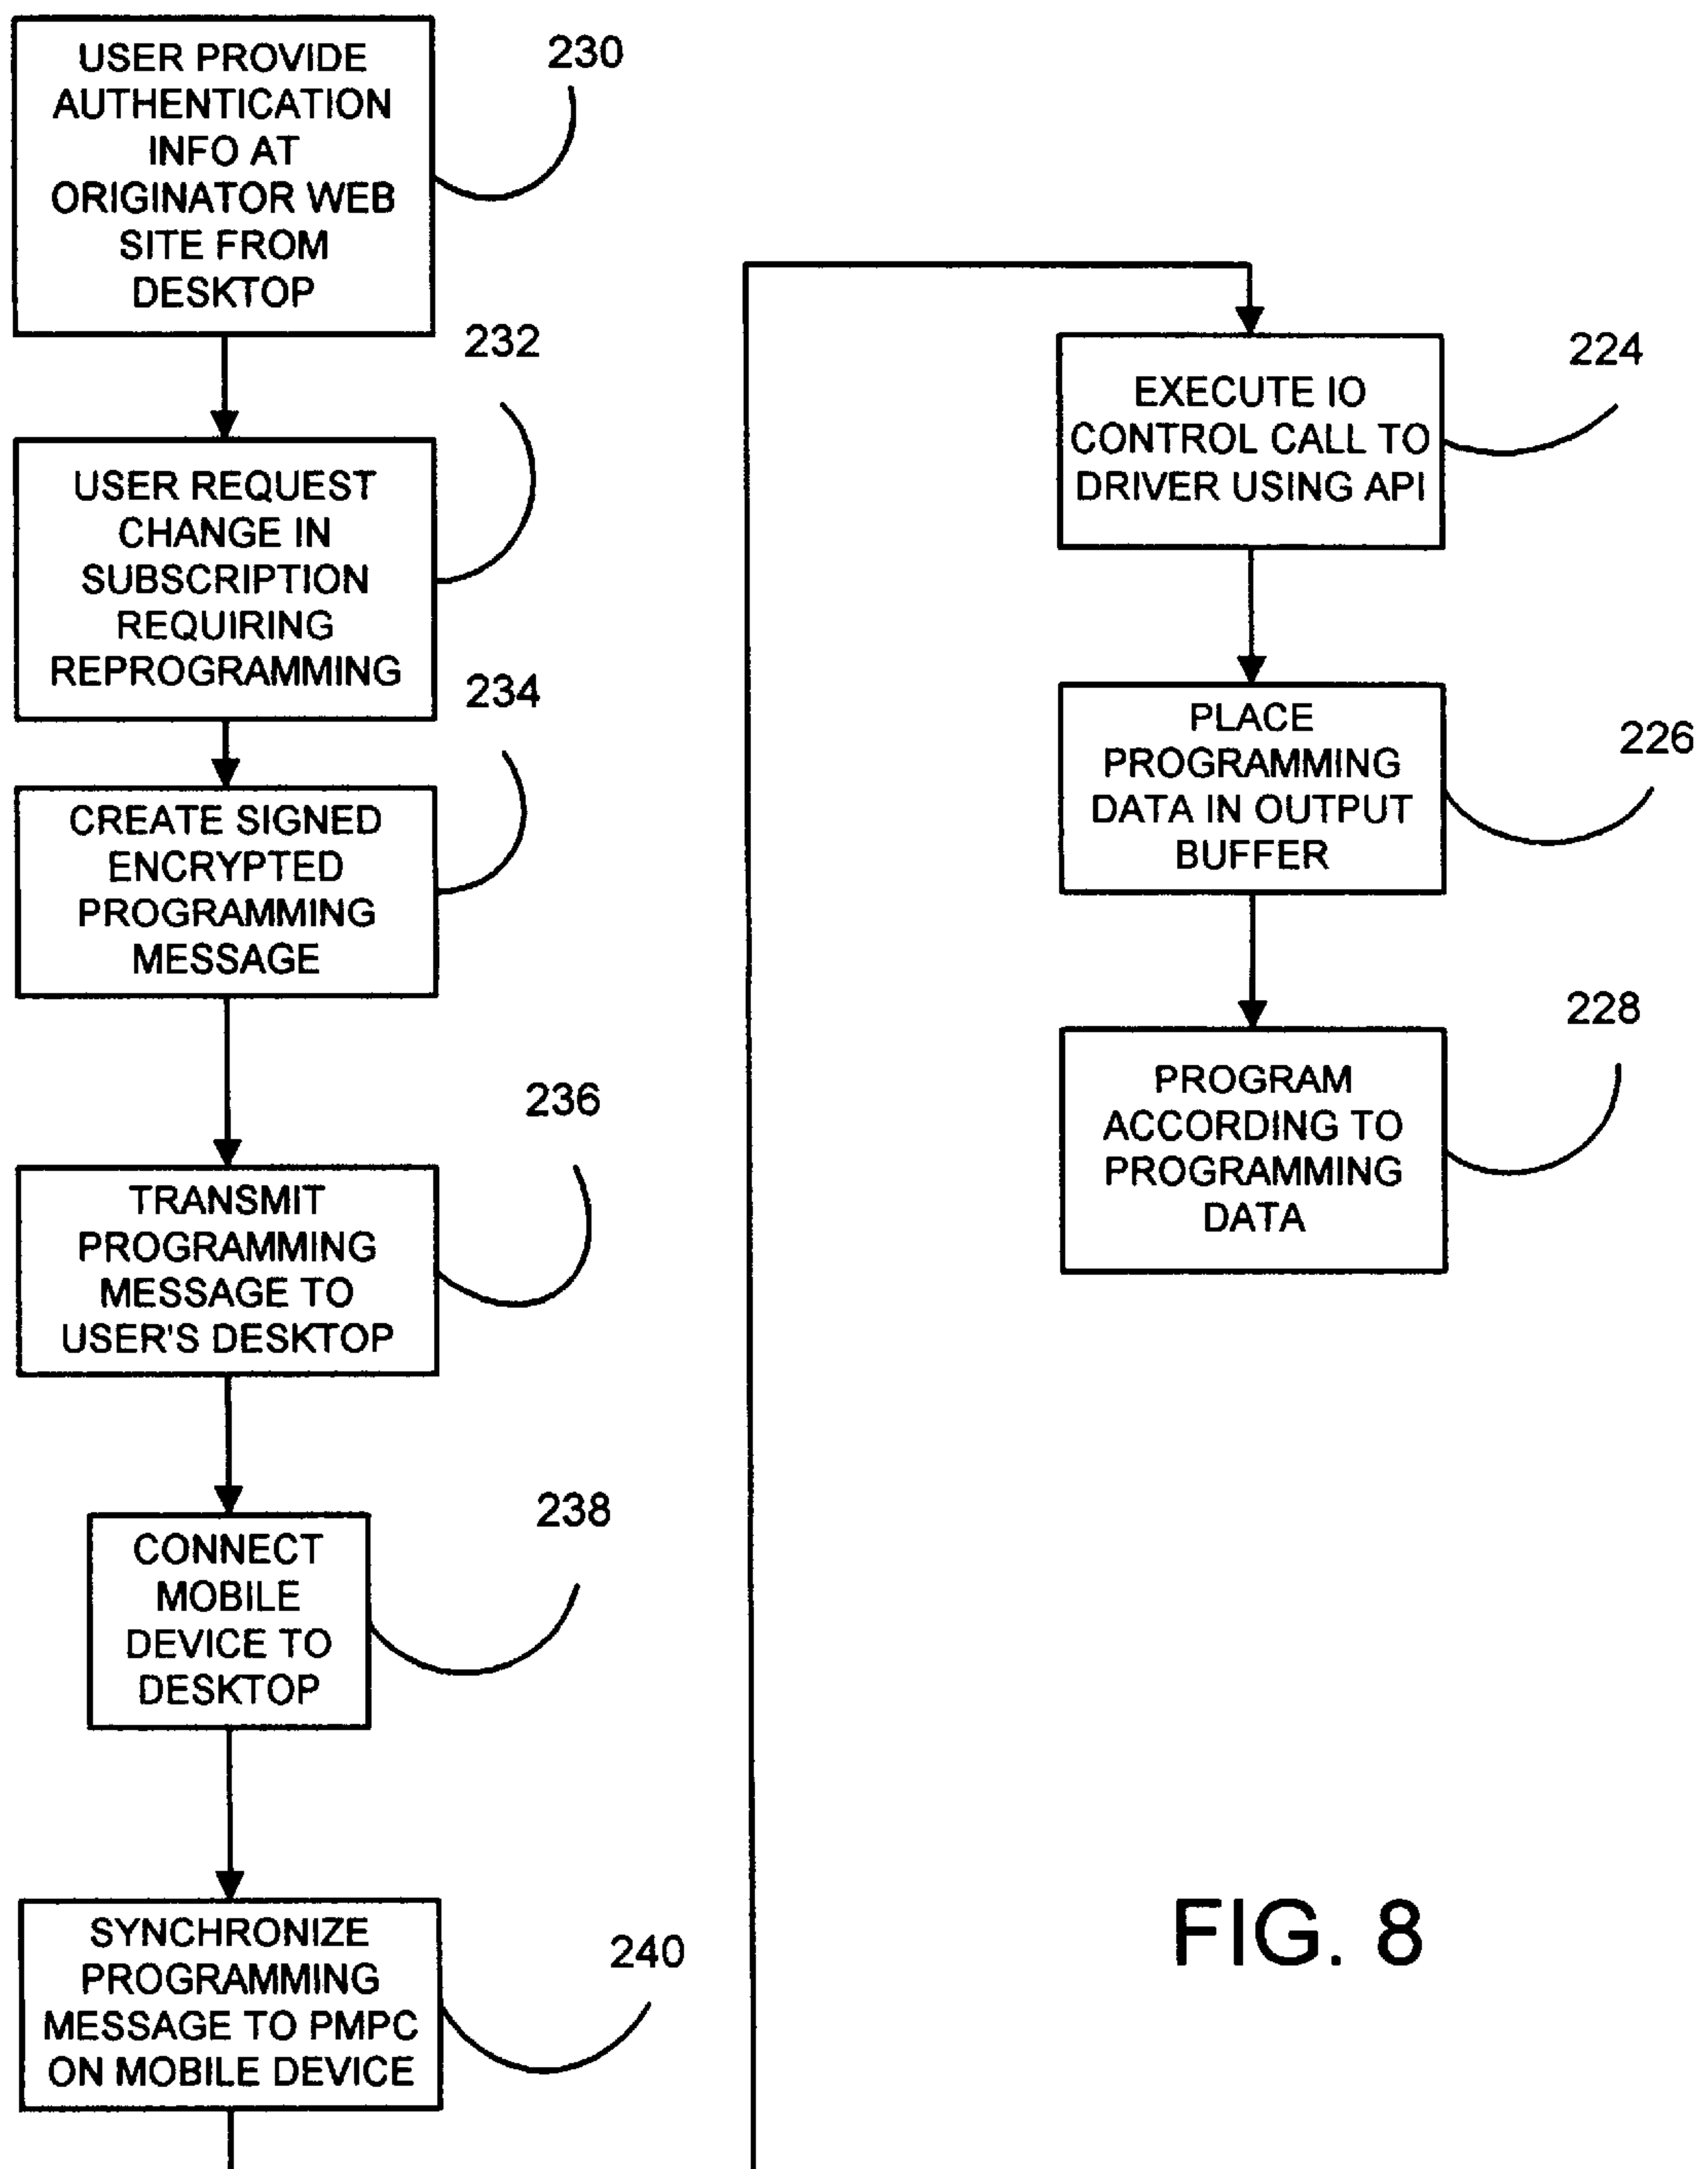 USER PROVIDE
AUTHENTICATION
INFO AT
ORIGINATOR WEB
SITE FROM
DESKTOP
230
USER REQUEST
CHANGE IN
SUBSCRIPTION
REQUIRING
REPROGRAMMING
232
CREATE SIGNED
ENCRYPTED
PROGRAMMING
MESSAGE
234
TRANSMIT
PROGRAMMING
MESSAGE TO
USER'S DESKTOP
236
CONNECT
MOBILE
DEVICE TO
DESKTOP
238
SYNCHRONIZE
PROGRAMMING
MESSAGE TO PMPC
ON MOBILE DEVICE
240
EXECUTE IO
CONTROL CALL TO
DRIVER USING API
224
PLACE
PROGRAMMING
DATA IN OUTPUT
BUFFER
226
PROGRAM
ACCORDING TO
PROGRAMMING
DATA
228
FIG. 8